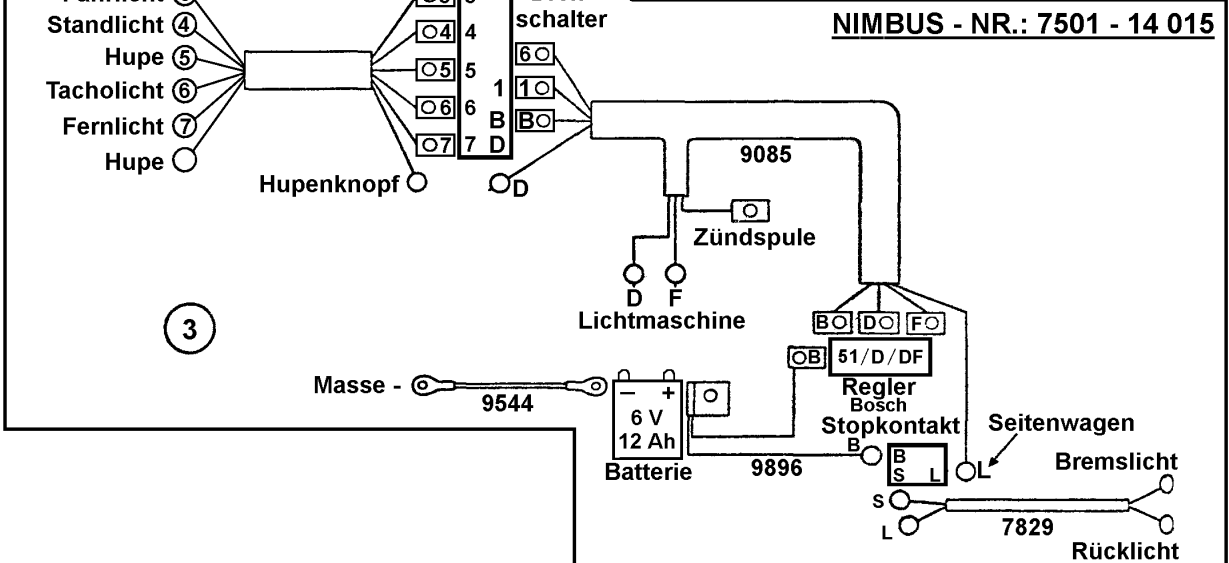 Standlicht 4
Hupe 5
Tacholicht 6
Fernlicht 7
Hupe
Hupenknopf
4 4
5 5
6 6
7 7
1
B
D
schalter
6
1
B
D
NIMBUS - NR.: 7501 - 14 015
9085
Zündspule
D F
Lichtmaschine
3
B D F
B 51/D/DF
Regler
Bosch
Masse -
9544
– +
6 V
12 Ah
Batterie
9896
Stopkontakt
B
B
S L
L
Seitenwagen
Bremslicht
S
L
7829
Rücklicht